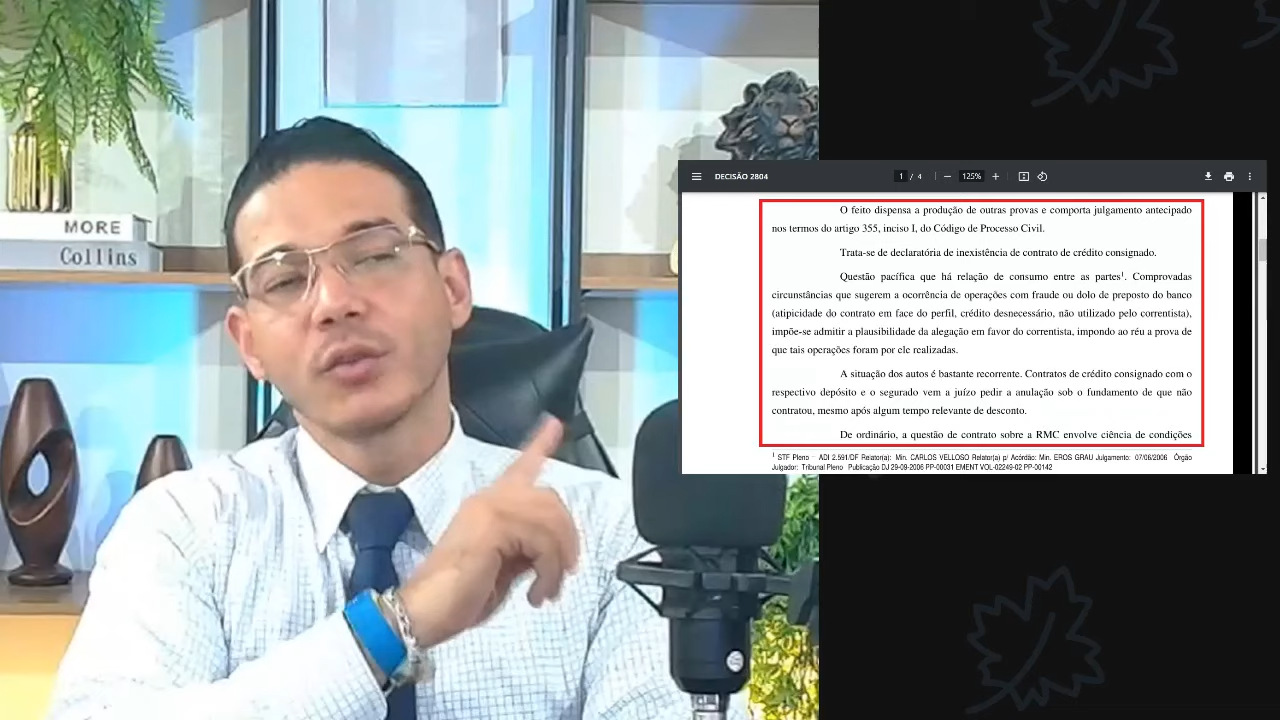 MORE
Collins
DECISÃO 2804
1 / 4
125%
O feito dispensa a produção de outras provas e comporta julgamento antecipado
nos termos do artigo 355, inciso I, do Código de Processo Civil.
Trata-se de declaratória de inexistência de contrato de crédito consignado.
Questão pacífica que há relação de consumo entre as partes¹. Comprovadas
circunstâncias que sugerem a ocorrência de operações com fraude ou dolo de preposto do banco
(atipicidade do contrato em face do perfil, crédito desnecessário, não utilizado pelo correntista),
impõe-se admitir a plausibilidade da alegação em favor do correntista, impondo ao réu a prova de
que tais operações foram por ele realizadas.
A situação dos autos é bastante recorrente. Contratos de crédito consignado com o
respectivo depósito e o segurado vem a juízo pedir a anulação sob o fundamento de que não
contratou, mesmo após algum tempo relevante de desconto.
De ordinário, a questão de contrato sobre a RMC envolve ciência de condições
¹ STF Pleno – ADI 2.591/DF Relator(a): Min. CARLOS VELLOSO Relator(a) p/ Acórdão: Min. EROS GRAU Julgamento: 07/06/2006 Órgão
Julgador: Tribunal Pleno Publicação DJ 29-09-2006 PP-00031 EMENT VOL-02249-02 PP-00142